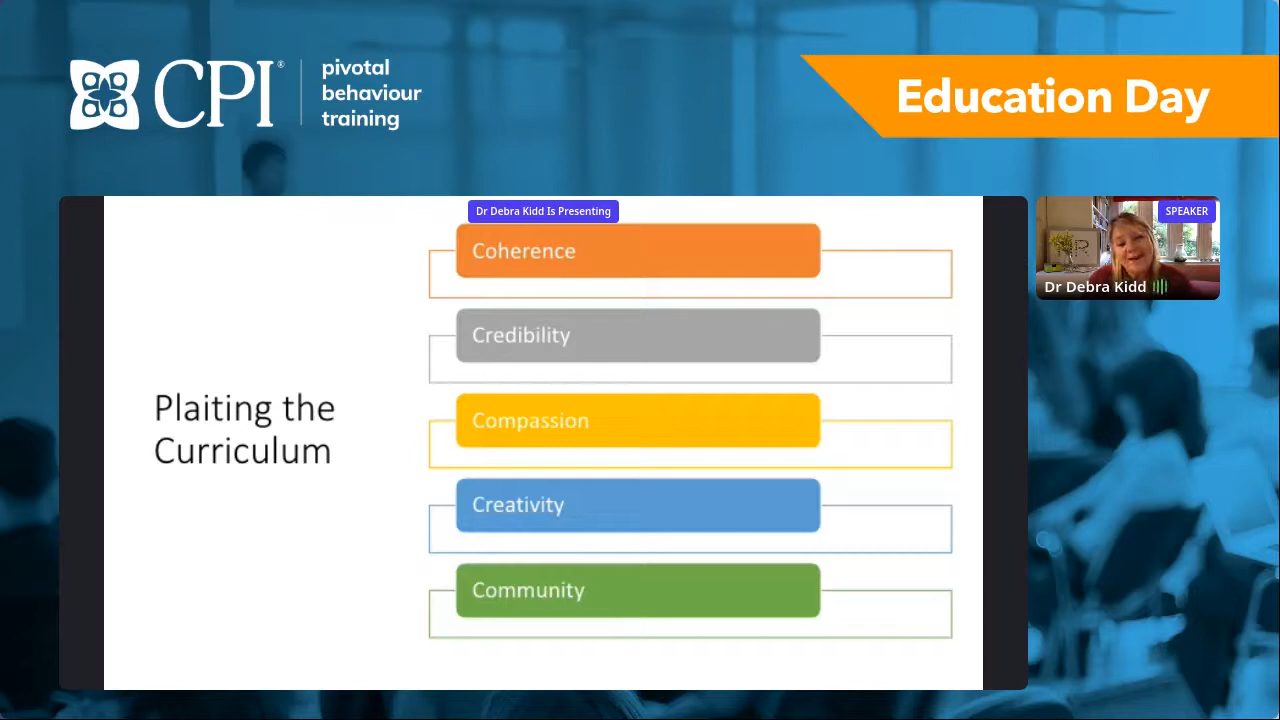 CPI®
pivotal
behaviour
training
Education Day
Dr Debra Kidd Is Presenting
SPEAKER
Dr Debra Kidd
Plaiting the
Curriculum
Coherence
Credibility
Compassion
Creativity
Community